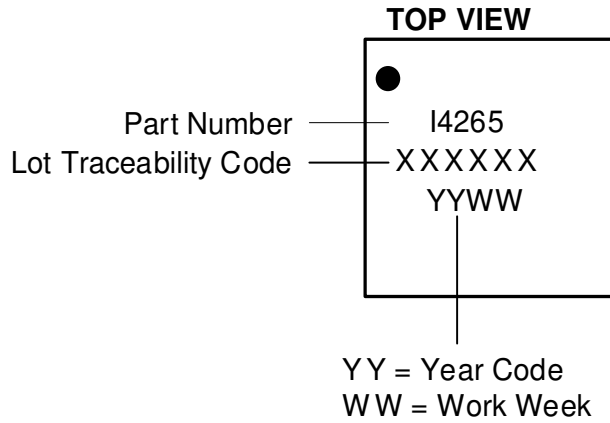 TOP VIEW
Part Number
I4265
Lot Traceability Code
XXXXXX
YYWW
YY = Year Code
WW = Work Week